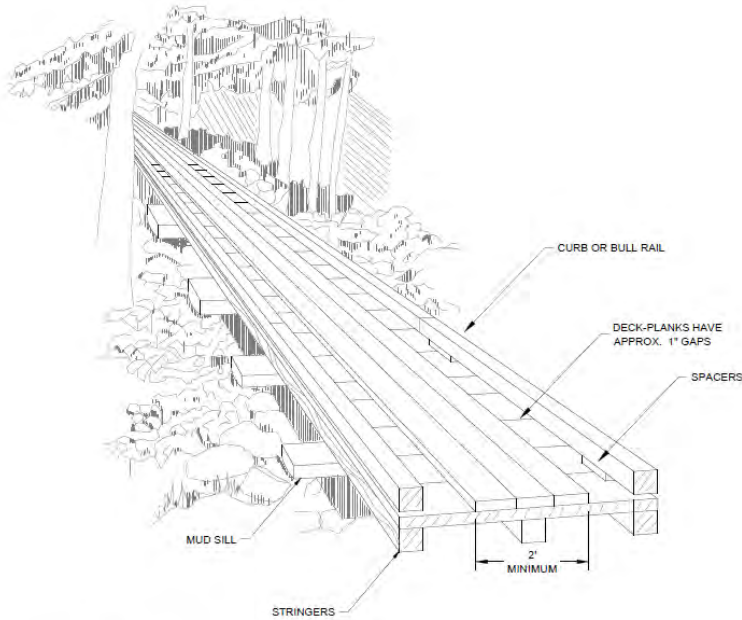 CURB OR BULL RAIL
DECK-PLANKS HAVE
APPROX. 1" GAPS
SPACERS
MUD SILL
2'
MINIMUM
STRINGERS